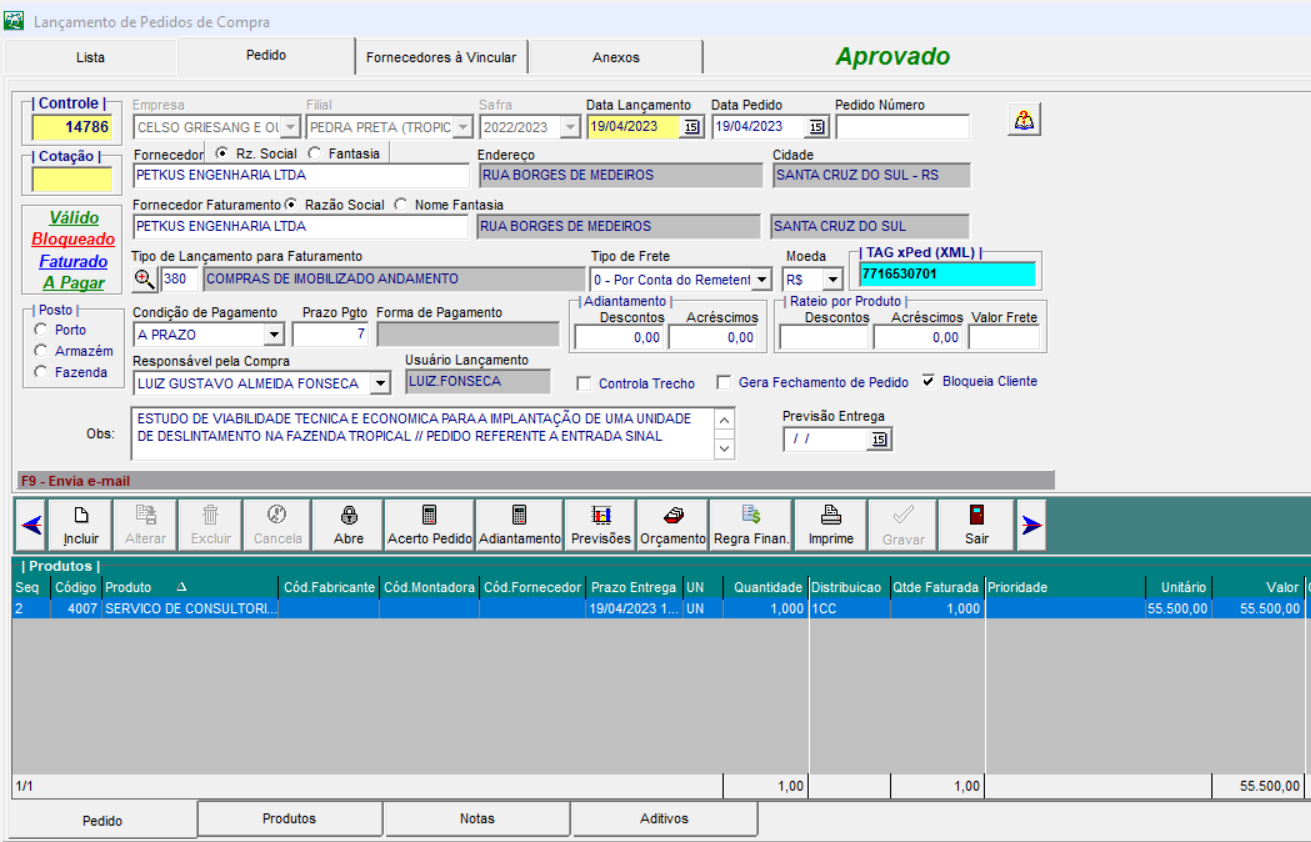 Lançamento de Pedidos de Compra
Lista Pedido Fornecedores à Vincular Anexos Aprovado
| Controle | Empresa Filial Safra Data Lançamento Data Pedido Pedido Número
14786 CELSO GRIESANG E OU PEDRA PRETA (TROPIC 2022/2023 19/04/2023 15 19/04/2023 15
| Cotação | Fornecedor Rz. Social Fantasia Endereço Cidade
PETKUS ENGENHARIA LTDA RUA BORGES DE MEDEIROS SANTA CRUZ DO SUL - RS
Fornecedor Faturamento Razão Social Nome Fantasia
Válido PETKUS ENGENHARIA LTDA RUA BORGES DE MEDEIROS SANTA CRUZ DO SUL
Bloqueado
Faturado Tipo de Lançamento para Faturamento Tipo de Frete Moeda | TAG xPed (XML) |
A Pagar 380 COMPRAS DE IMOBILIZADO ANDAMENTO 0 - Por Conta do Remetent R$ 7716530701
| Posto | Condição de Pagamento Prazo Pgto Forma de Pagamento | Adiantamento | | Rateio por Produto |
Descontos Acréscimos Descontos Acréscimos Valor Frete
Porto A PRAZO 7 0,00 0,00 0,00
Armazém Responsável pela Compra Usuário Lançamento
Fazenda LUIZ GUSTAVO ALMEIDA FONSECA LUIZ.FONSECA Controla Trecho Gera Fechamento de Pedido Bloqueia Cliente
Obs: ESTUDO DE VIABILIDADE TECNICA E ECONOMICA PARA A IMPLANTAÇÃO DE UMA UNIDADE
DE DESLINTAMENTO NA FAZENDA TROPICAL // PEDIDO REFERENTE A ENTRADA SINAL
Previsão Entrega
/ / 15
F9 - Envia e-mail
Incluir Alterar Excluir Cancela Abre Acerto Pedido Adiantamento Previsões Orçamento Regra Finan. Imprime Gravar Sair
| Produtos |
Seq Código Produto Cód.Fabricante Cód.Montadora Cód.Fornecedor Prazo Entrega UN Quantidade Distribuicao Qtde Faturada Prioridade Unitário Valor
2 4007 SERVICO DE CONSULTORI... 19/04/2023 1... UN 1,000 1CC 1,000 55.500,00 55.500,00
1/1 1,00 1,00 55.500,00
Pedido Produtos Notas Aditivos